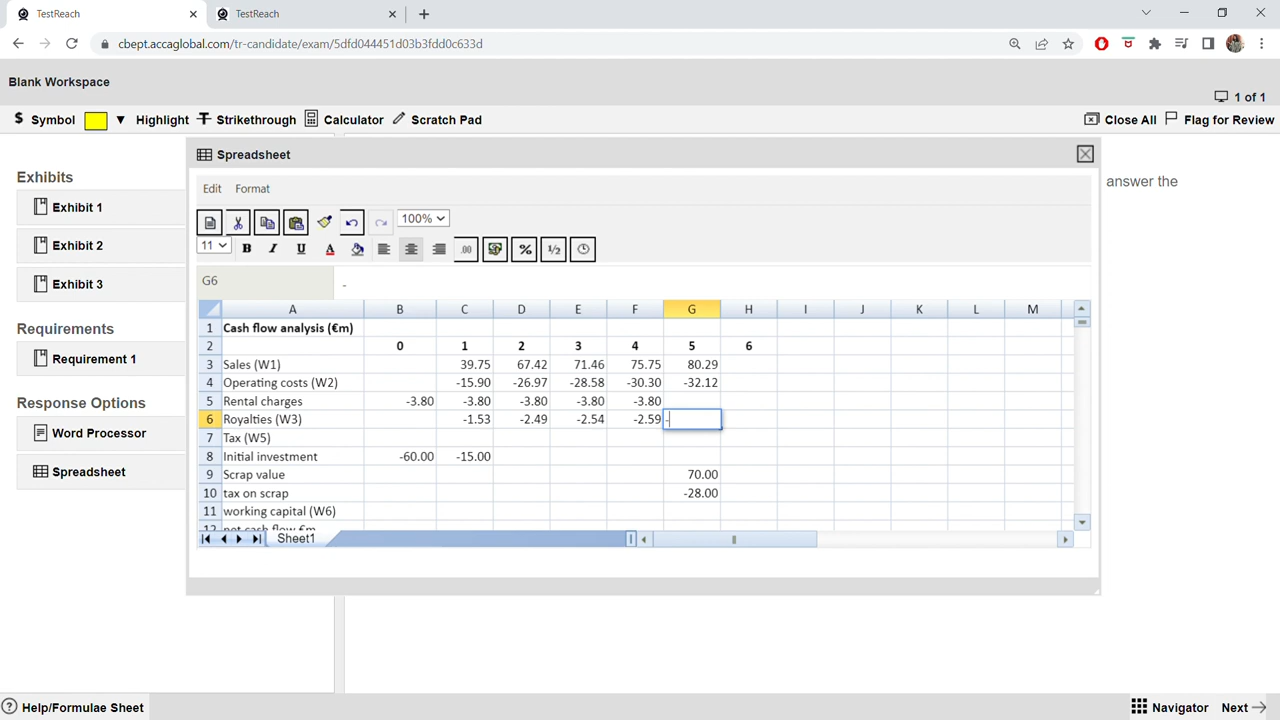 TestReach
TestReach
cbept.accaglobal.com/tr-candidate/exam/5dfd044451d03b3fdd0c633d
Blank Workspace
1 of 1
$ Symbol Highlight Strikethrough Calculator Scratch Pad Close All Flag for Review
Exhibits
Exhibit 1
Exhibit 2
Exhibit 3
Requirements
Requirement 1
Response Options
Word Processor
Spreadsheet
Spreadsheet
Edit Format
100%
11 B I U A .00 % 1/2
G6 -
A B C D E F G H I J K L M
1 Cash flow analysis (€m)
2 0 1 2 3 4 5 6
3 Sales (W1) 39.75 67.42 71.46 75.75 80.29
4 Operating costs (W2) -15.90 -26.97 -28.58 -30.30 -32.12
5 Rental charges -3.80 -3.80 -3.80 -3.80 -3.80
6 Royalties (W3) -1.53 -2.49 -2.54 -2.59 -
7 Tax (W5)
8 Initial investment -60.00 -15.00
9 Scrap value 70.00
10 tax on scrap -28.00
11 working capital (W6)
12 net cash flow €m
Sheet1
answer the
Help/Formulae Sheet
Navigator Next